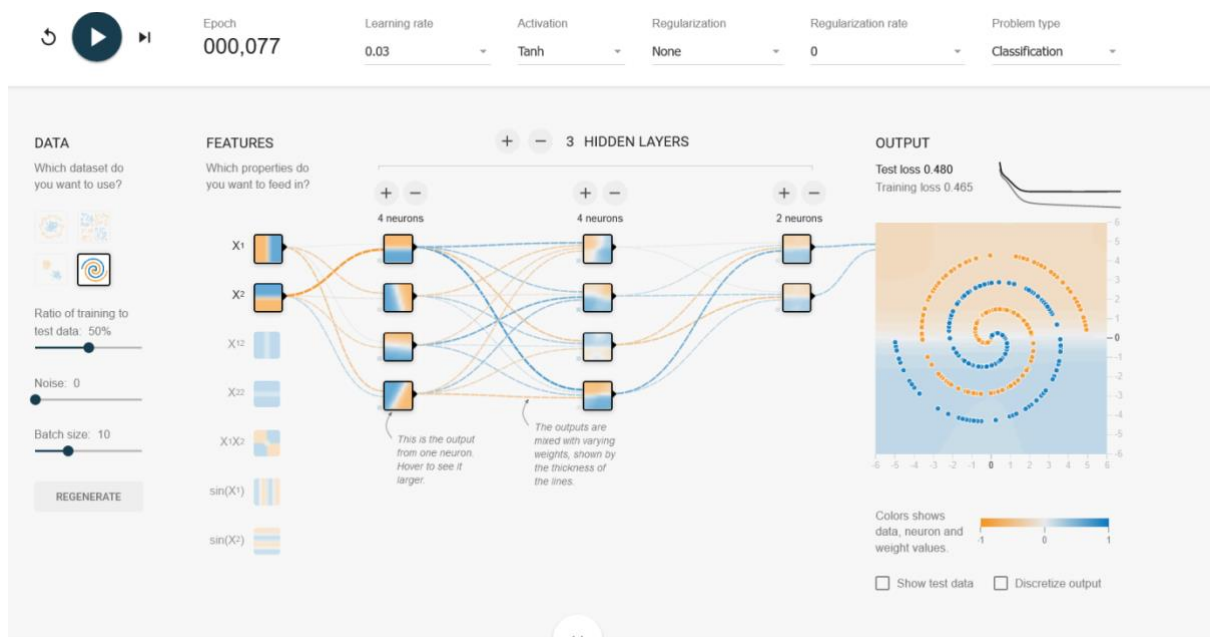 Epoch
000,077
Learning rate
0.03
Activation
Tanh
Regularization
None
Regularization rate
0
Problem type
Classification
DATA
Which dataset do
you want to use?
Ratio of training to
test data: 50%
Noise: 0
Batch size: 10
REGENERATE
FEATURES
Which properties do
you want to feed in?
X1
X2
X12
X22
X1X2
sin(X1)
sin(X2)
+ − 3 HIDDEN LAYERS
+ −
4 neurons
+ −
4 neurons
+ −
2 neurons
This is the output
from one neuron.
Hover to see it
larger.
The outputs are
mixed with varying
weights, shown by
the thickness of
the lines.
OUTPUT
Test loss 0.480
Training loss 0.465
6
5
4
3
2
1
0
-1
-2
-3
-4
-5
-6
-6 -5 -4 -3 -2 -1 0 1 2 3 4 5 6
Colors shows
data, neuron and
weight values.
-1 0 1
Show test data
Discretize output